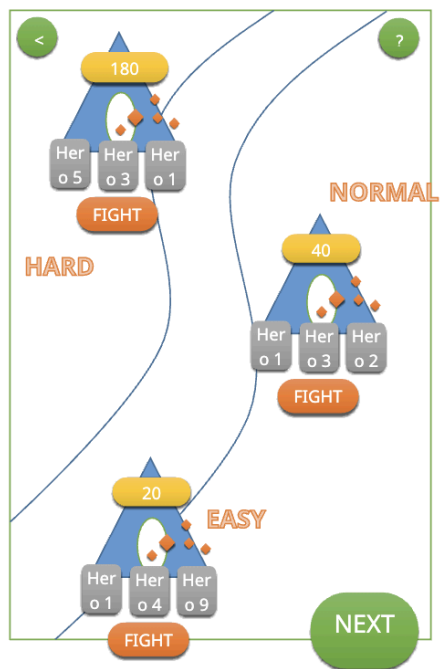 <
?
180
Her Her Her
o 5 o 3 o 1
FIGHT
NORMAL
HARD
40
Her Her Her
o 1 o 3 o 2
FIGHT
20
EASY
Her Her Her
o 1 o 4 o 9
FIGHT
NEXT